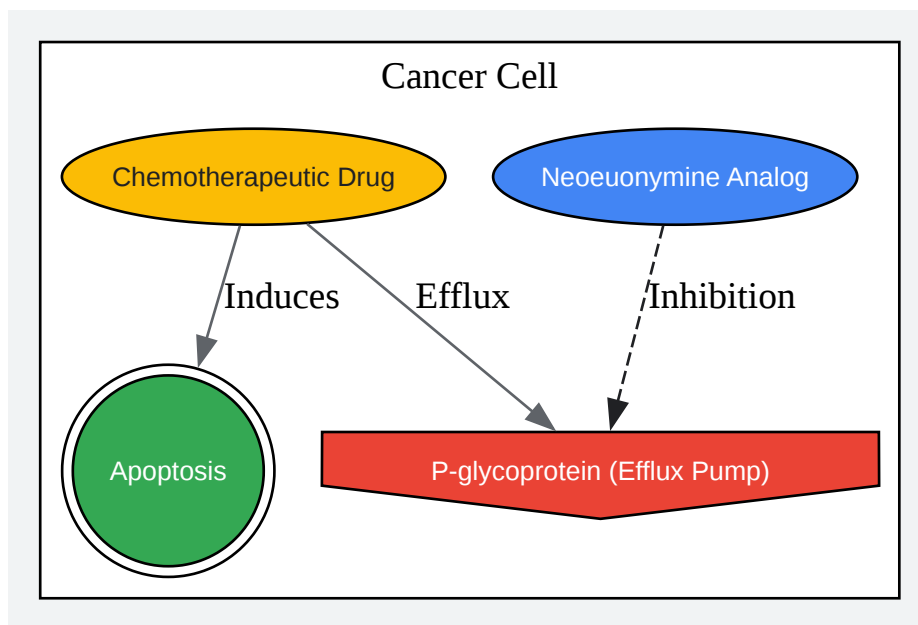 Cancer Cell
Chemotherapeutic Drug
Neoeuonymine Analog
Induces
Efflux
Inhibition
Apoptosis
P-glycoprotein (Efflux Pump)